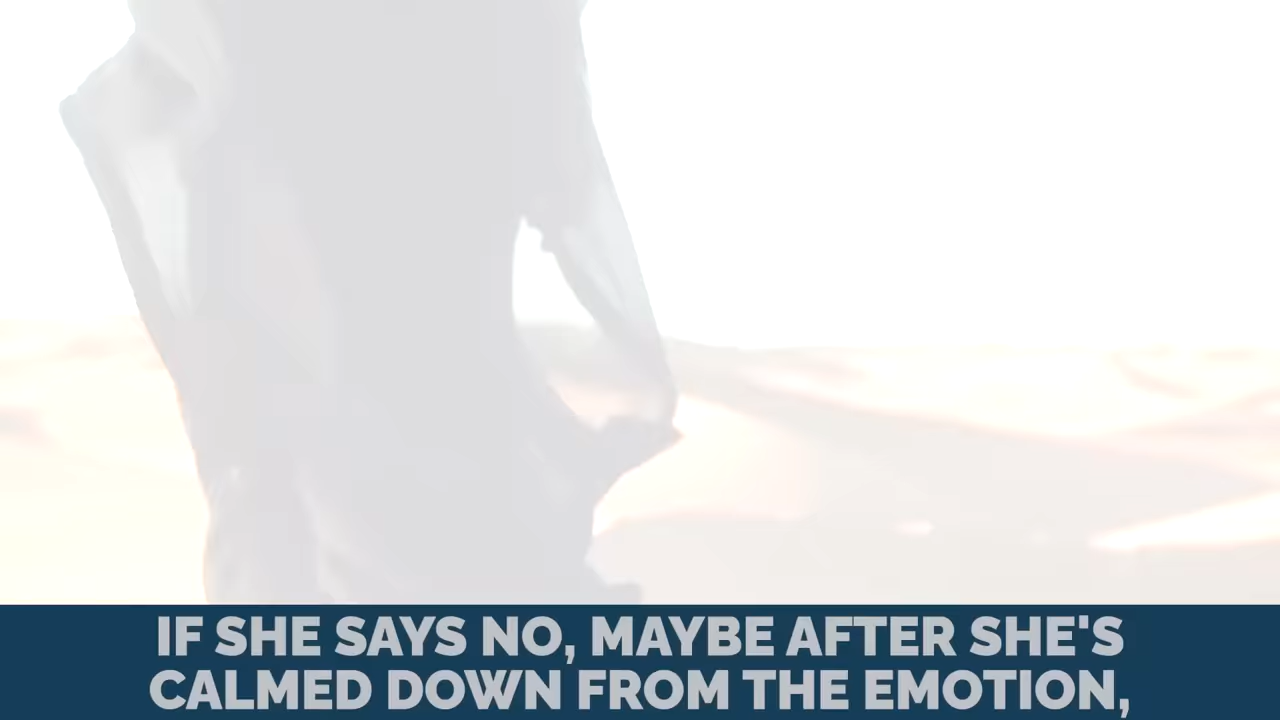 IF SHE SAYS NO, MAYBE AFTER SHE'S
CALMED DOWN FROM THE EMOTION,